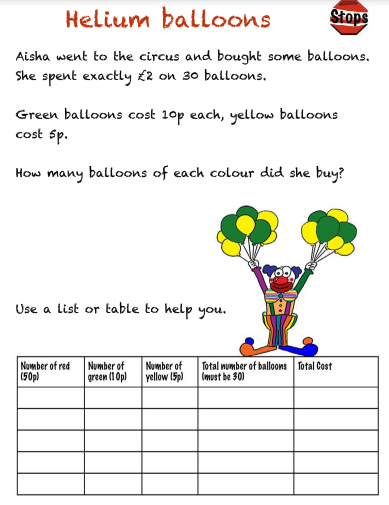 Helium balloons
Stops
Aisha went to the circus and bought some balloons.
She spent exactly £2 on 30 balloons.
Green balloons cost 10p each, yellow balloons
cost 5p.
How many balloons of each colour did she buy?
Use a list or table to help you.
Number of red
(50p)
Number of
green (10p)
Number of
yellow (5p)
Total number of balloons
(must be 30)
Total Cost